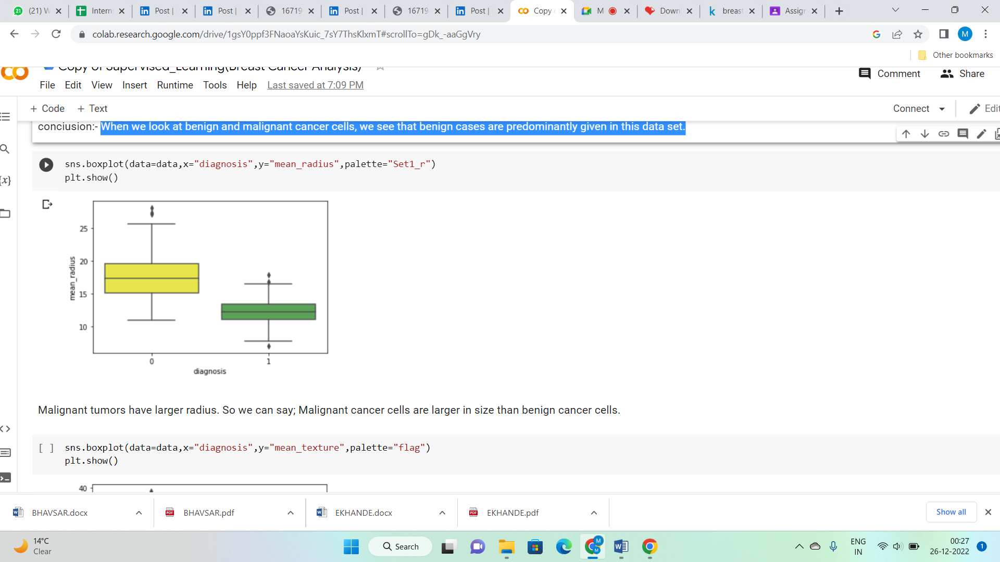 (21) W
Intern
Post |
Post |
16719
Post |
16719
Post |
Copy
M
Down
breast
Assign
colab.research.google.com/drive/1gsY0ppf3FNaoaYsKuic_7sY7ThsKlxmT#scrollTo=gDk_-aaGgVry
M
Other bookmarks
Copy of Supervised_Learning(Breast Cancer Analysis)
Comment
Share
File Edit View Insert Runtime Tools Help Last saved at 7:09 PM
+ Code + Text
Connect
Edit
conclusion:- When we look at benign and malignant cancer cells, we see that benign cases are predominantly given in this data set.
{x}
sns.boxplot(data=data,x="diagnosis",y="mean_radius",palette="Set1_r")
plt.show()
25
20
15
10
mean_radius
0
1
diagnosis
Malignant tumors have larger radius. So we can say; Malignant cancer cells are larger in size than benign cancer cells.
[ ] sns.boxplot(data=data,x="diagnosis",y="mean_texture",palette="flag")
plt.show()
40
BHAVSAR.docx
BHAVSAR.pdf
EKHANDE.docx
EKHANDE.pdf
Show all
14°C
Clear
Search
ENG
IN
00:27
26-12-2022
1